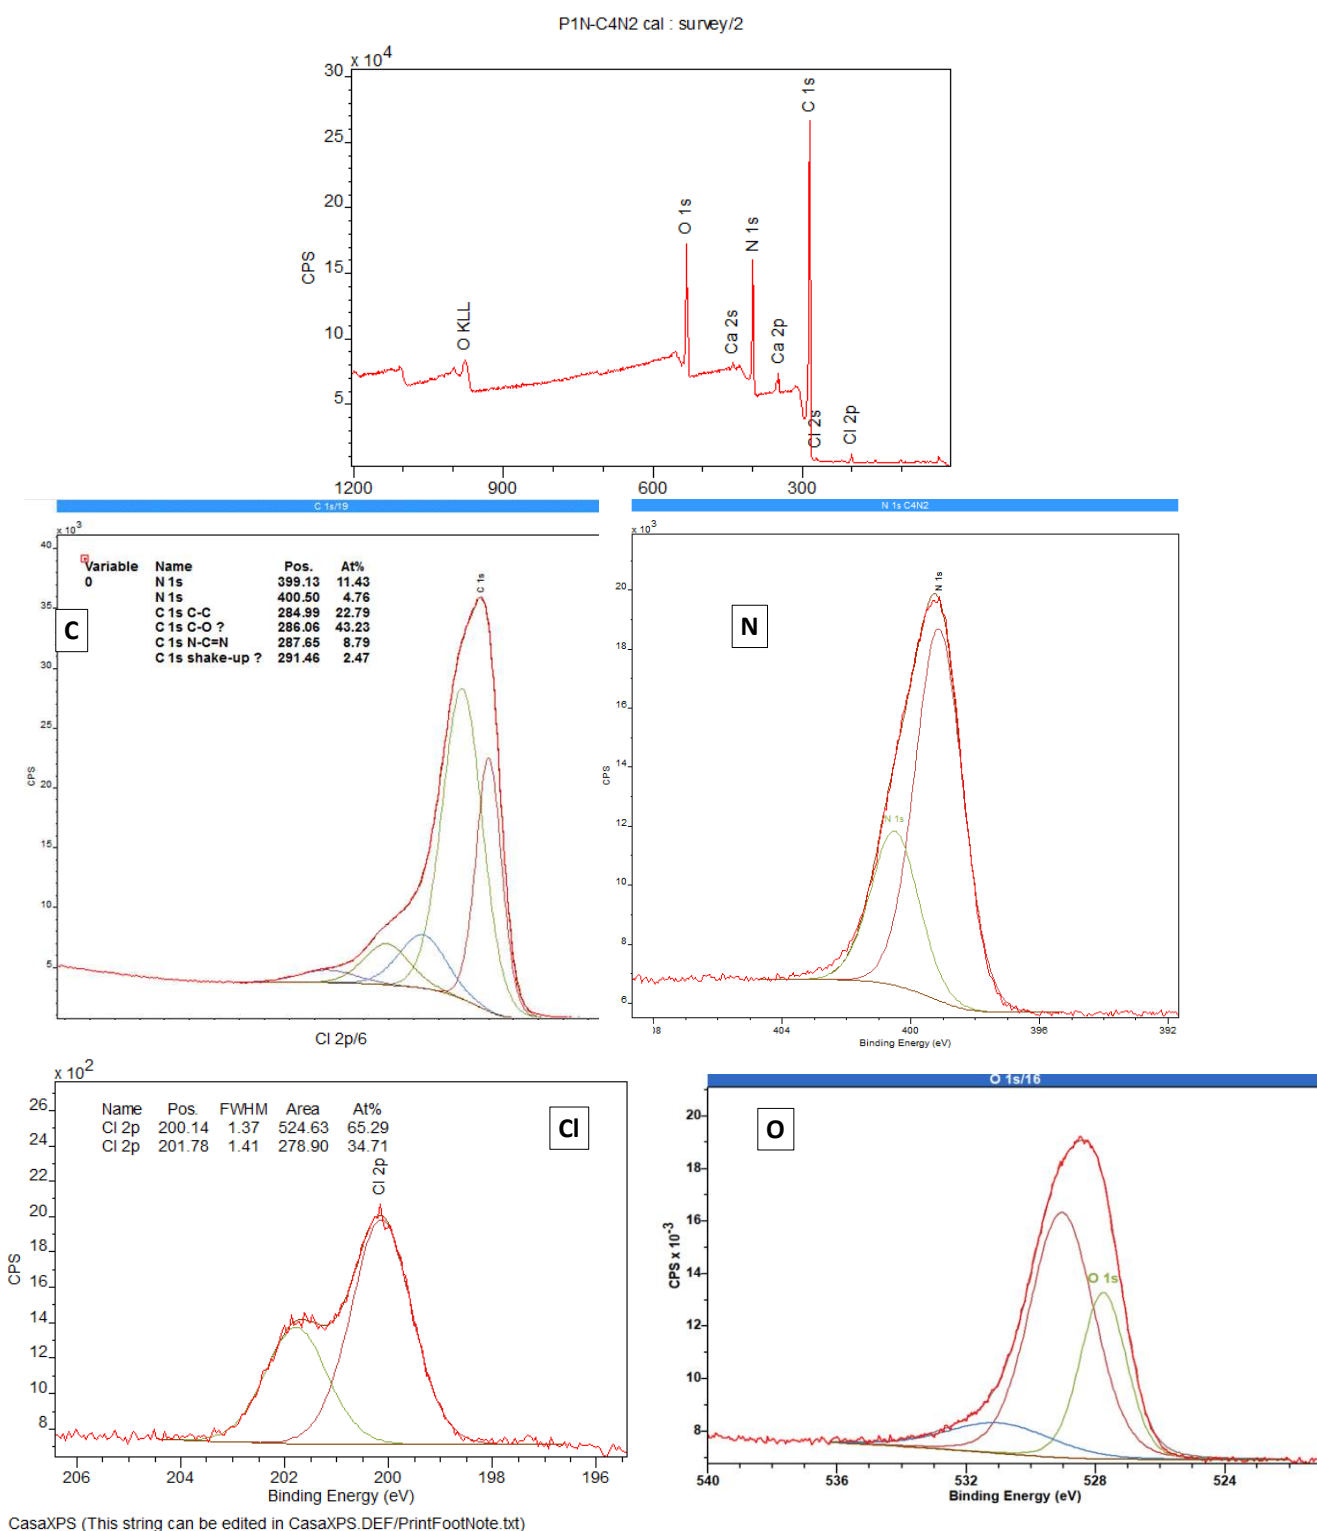 P1N-C4N2 cal : survey/2
x 10⁴
30
25
20
15
10
5
CPS
O KLL
O 1s
Ca 2s
N 1s
Ca 2p
C 1s
Cl 2s
Cl 2p
1200 900 600 300
C 1s/19
x 10³
40
35
30
25
20
15
10
5
CPS
Variable Name Pos. At%
0 N 1s 399.13 11.43
N 1s 400.50 4.76
C 1s C-C 284.99 22.79
C 1s C-O ? 286.06 43.23
C 1s N-C=N 287.65 8.79
C 1s shake-up ? 291.46 2.47
C 1s
C
N 1s C4N2
x 10³
20
18
16
14
12
10
8
6
CPS
N
N 1s
N 1s
18 404 400 396 392
Binding Energy (eV)
Cl 2p/6
x 10²
26
24
22
20
18
16
14
12
10
8
CPS
Name Pos. FWHM Area At%
Cl 2p 200.14 1.37 524.63 65.29
Cl 2p 201.78 1.41 278.90 34.71
Cl 2p
Cl
206 204 202 200 198 196
Binding Energy (eV)
O 1s/16
20
18
16
14
12
10
8
CPS x 10⁻³
O
O 1s
540 536 532 528 524
Binding Energy (eV)
CasaXPS (This string can be edited in CasaXPS.DEF/PrintFootNote.txt)